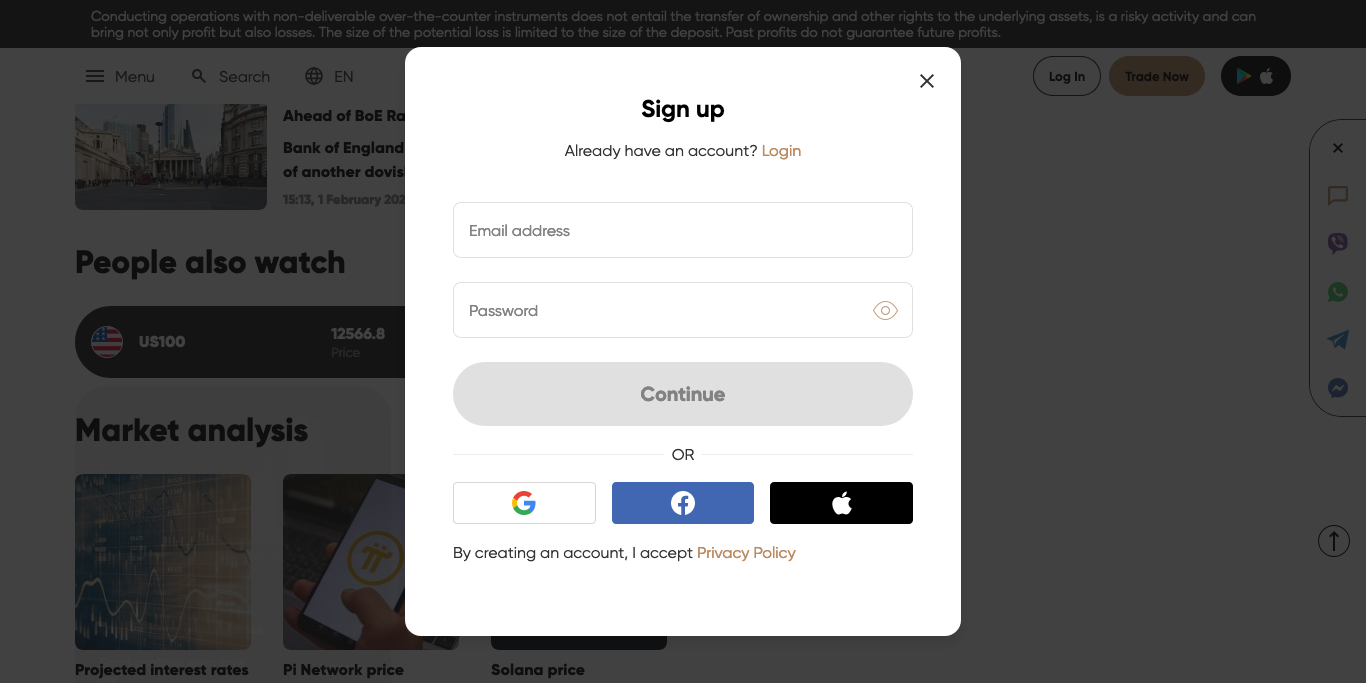 Conducting operations with non-deliverable over-the-counter instruments does not entail the transfer of ownership and other rights to the underlying assets, is a risky activity and can
bring not only profit but also losses. The size of the potential loss is limited to the size of the deposit. Past profits do not guarantee future profits.
Menu
Search
EN
Log In
Trade Now
Ahead of BoE Ra
Bank of England
of another dovis
15:13, 1 February 202
People also watch
US100
12566.8
Price
Market analysis
Projected interest rates
Pi Network price
Solana price
Sign up
Already have an account? Login
Email address
Password
Continue
OR
By creating an account, I accept Privacy Policy